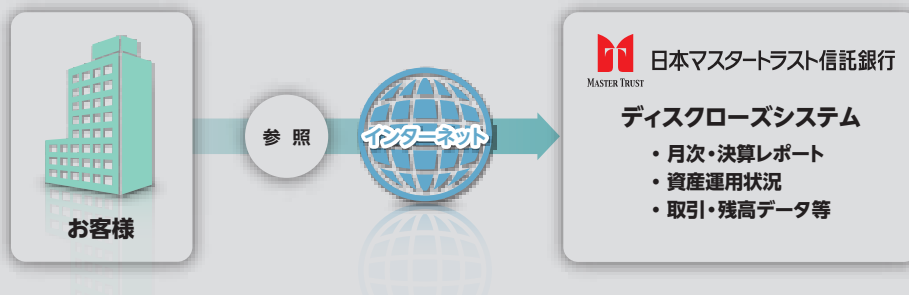 お客様
参 照
インターネット
MASTER TRUST
日本マスタートラスト信託銀行
ディスクローズシステム
・月次・決算レポート
・資産運用状況
・取引・残高データ等